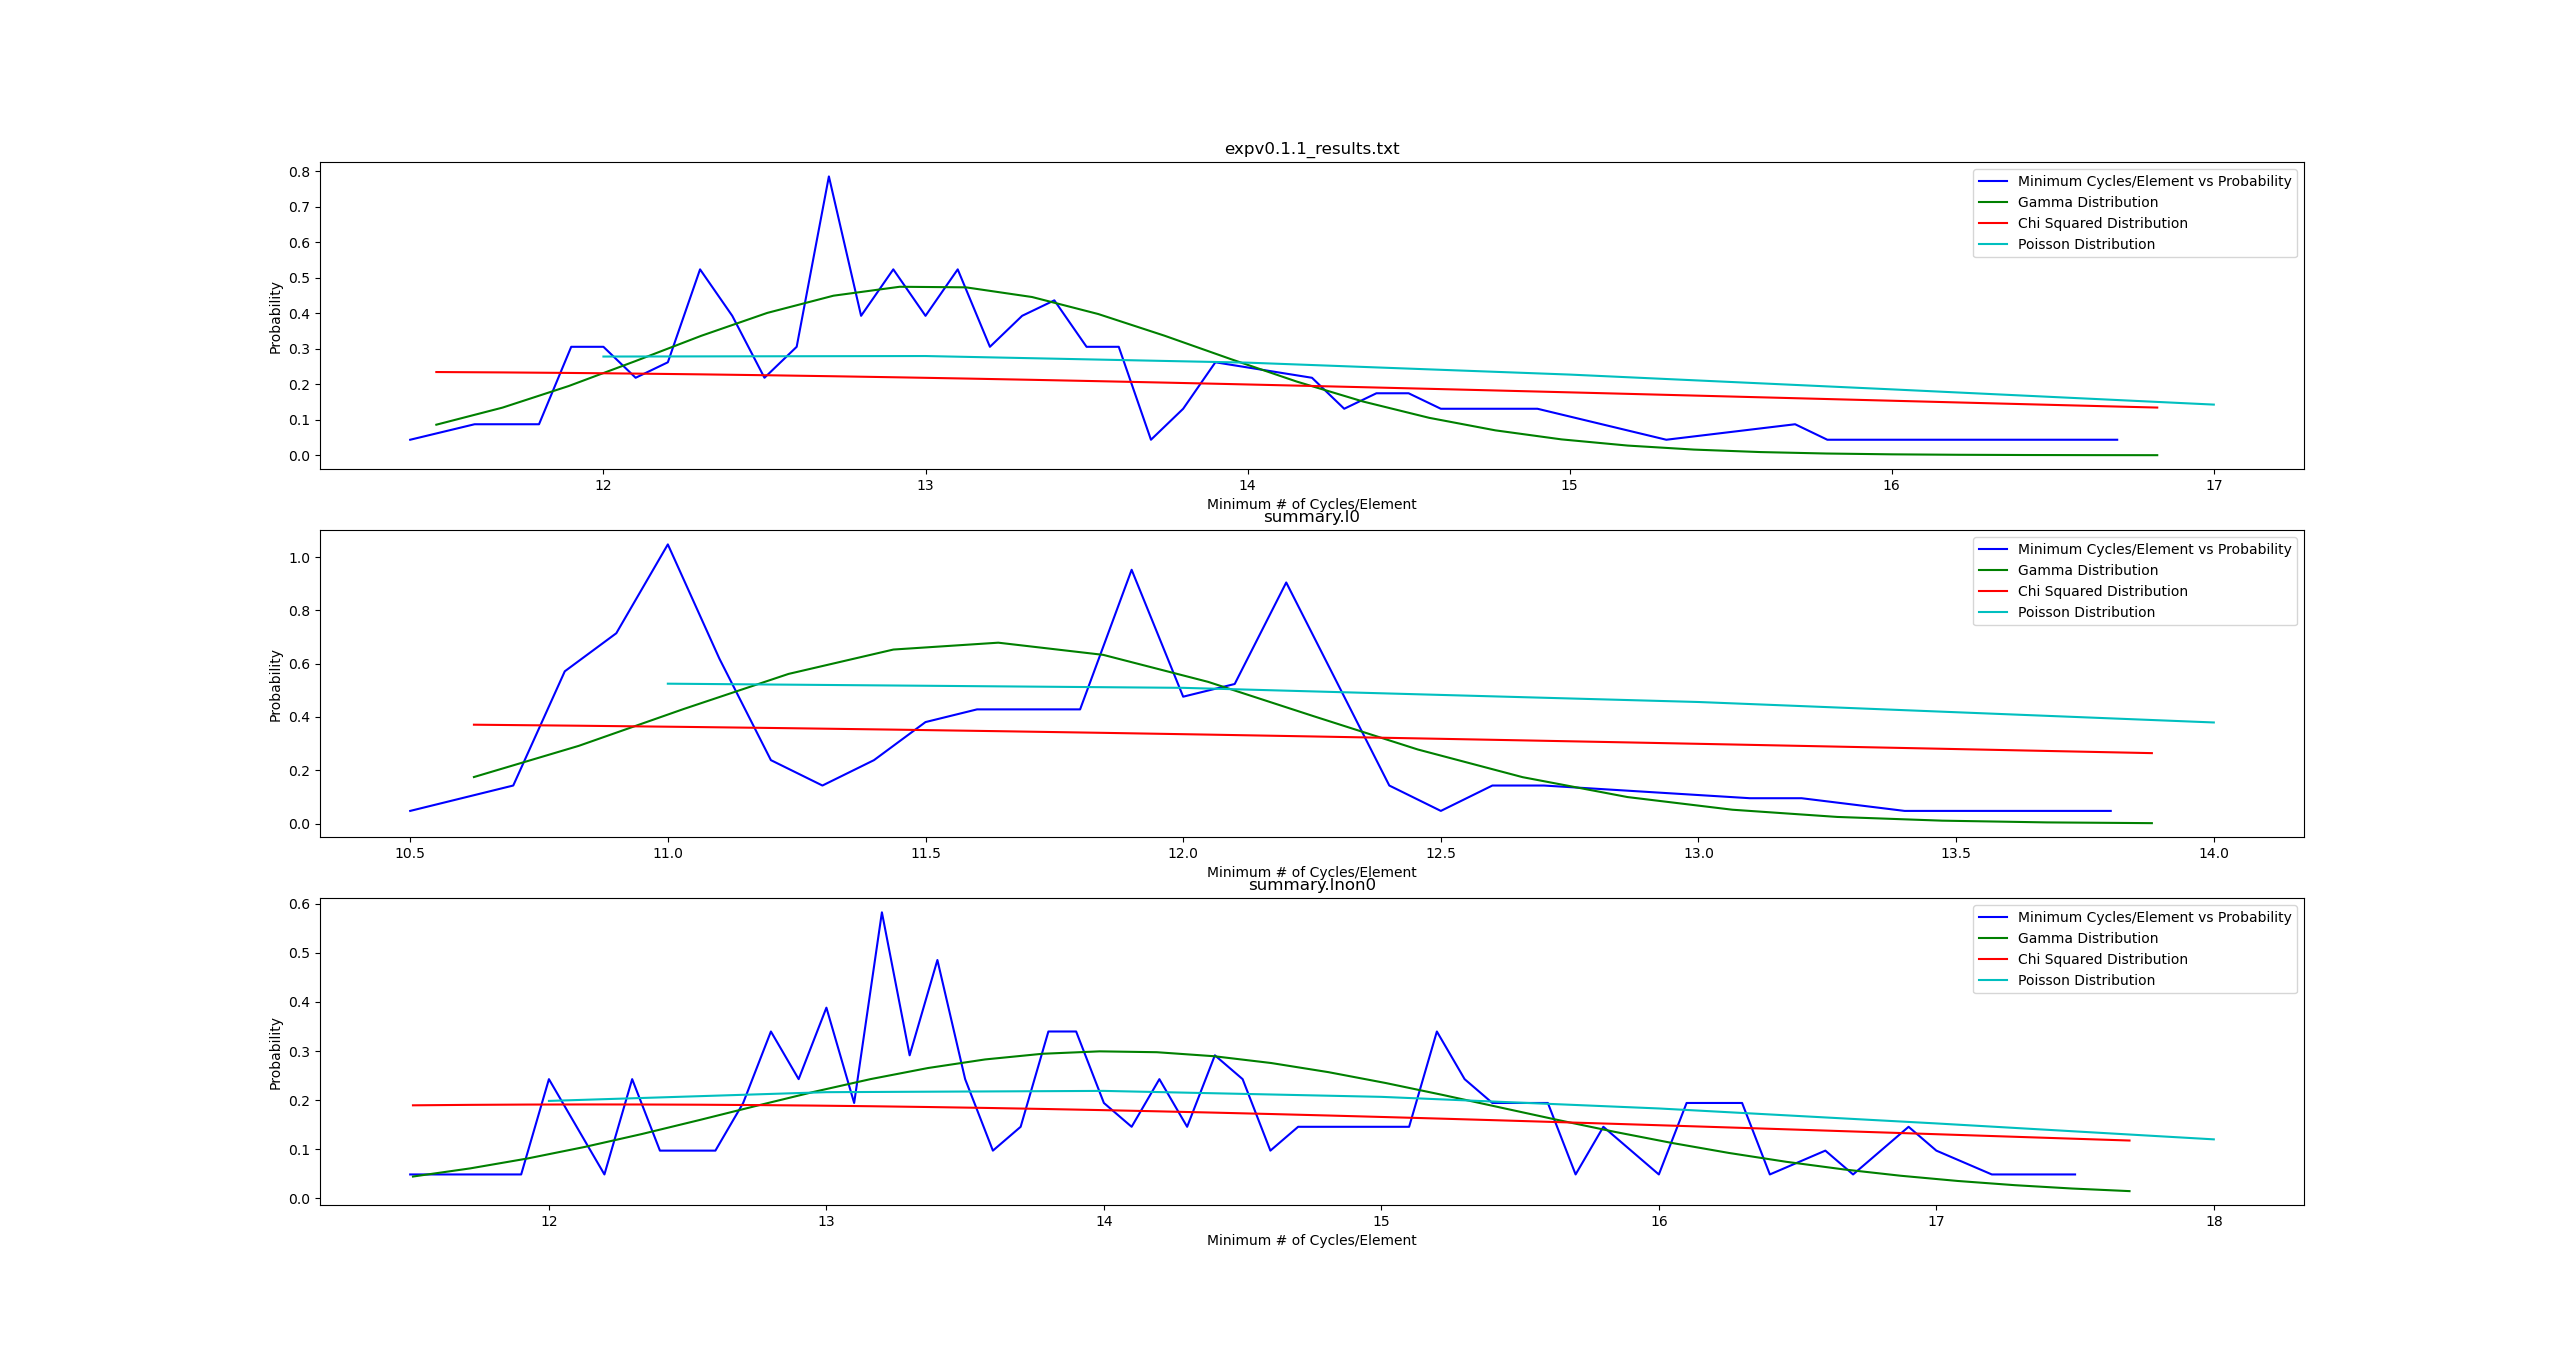 expv0.1.1_results.txt
0.8
0.7
0.6
0.5
0.4
0.3
0.2
0.1
0.0
Probability
Minimum Cycles/Element vs Probability
Gamma Distribution
Chi Squared Distribution
Poisson Distribution
12 13 14 15 16 17
Minimum # of Cycles/Element
summary.l0
1.0
0.8
0.6
0.4
0.2
0.0
Probability
Minimum Cycles/Element vs Probability
Gamma Distribution
Chi Squared Distribution
Poisson Distribution
10.5 11.0 11.5 12.0 12.5 13.0 13.5 14.0
Minimum # of Cycles/Element
summary.lnon0
0.6
0.5
0.4
0.3
0.2
0.1
0.0
Probability
Minimum Cycles/Element vs Probability
Gamma Distribution
Chi Squared Distribution
Poisson Distribution
12 13 14 15 16 17 18
Minimum # of Cycles/Element